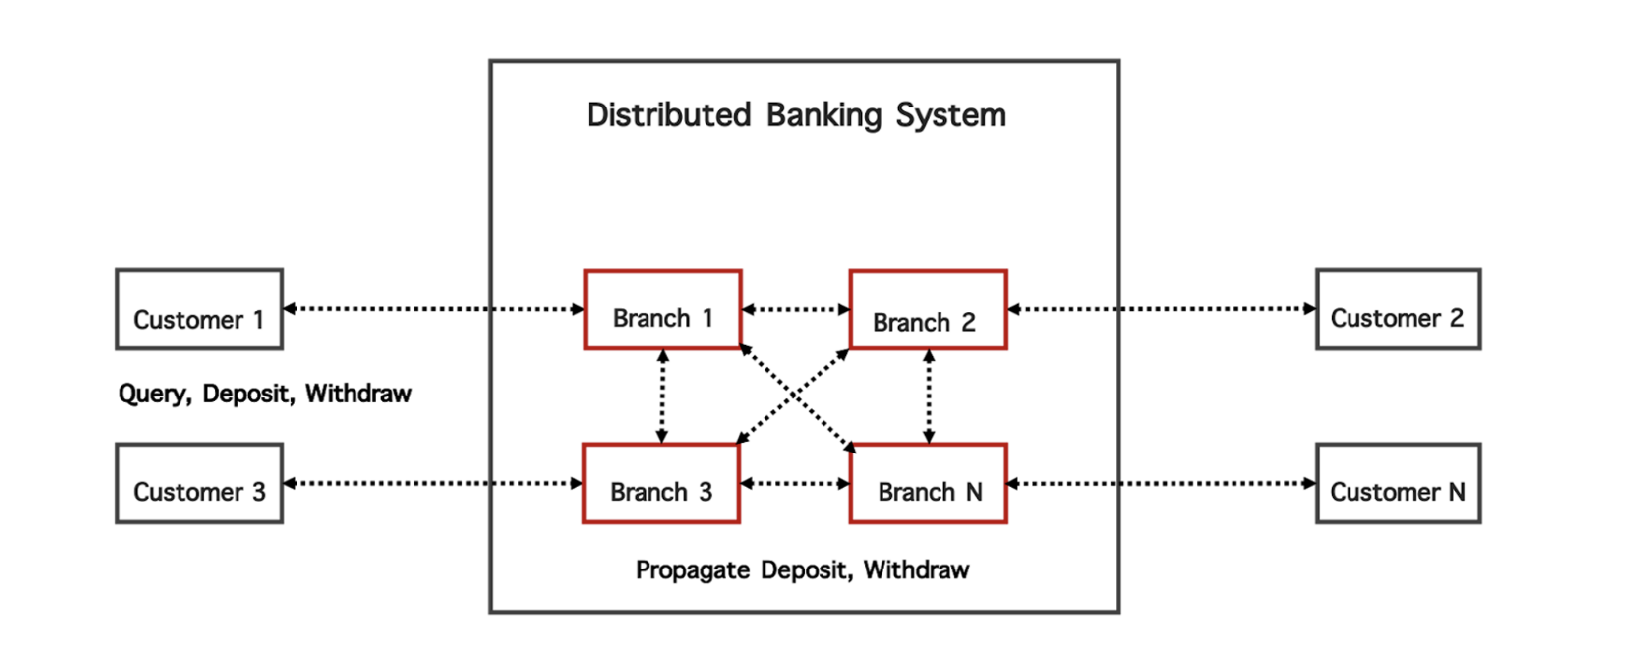 Distributed Banking System
Customer 1
Branch 1
Branch 2
Customer 2
Query, Deposit, Withdraw
Customer 3
Branch 3
Branch N
Customer N
Propagate Deposit, Withdraw